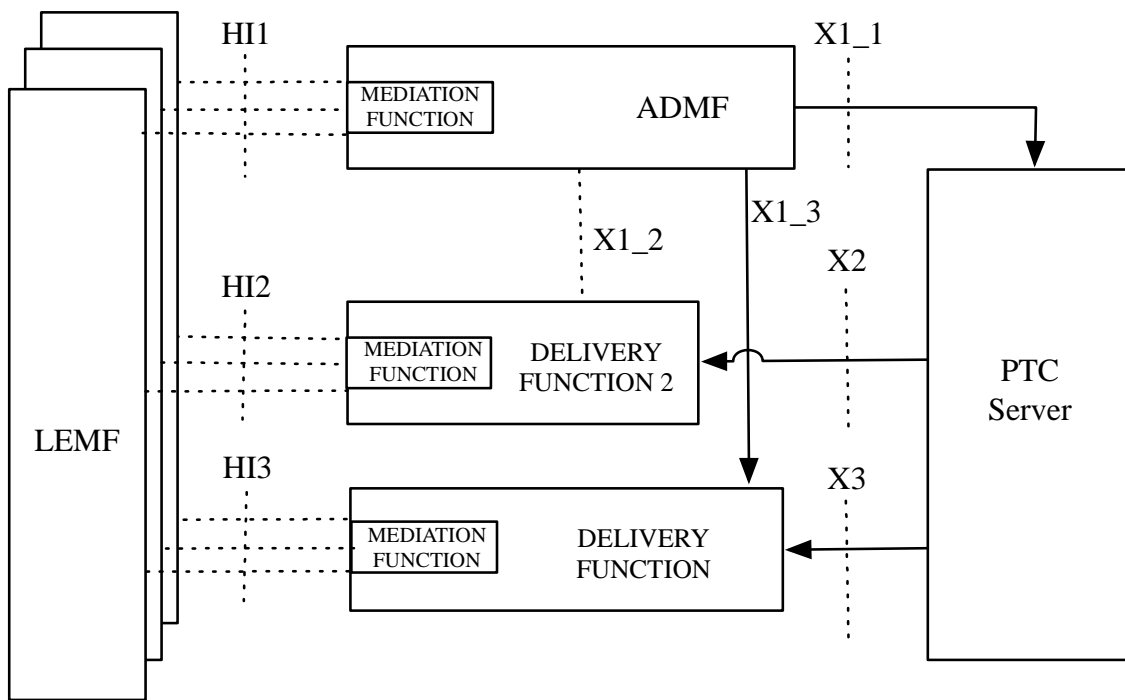 HI1
X1_1
MEDIATION
FUNCTION
ADMF
X1_3
X1_2
X2
HI2
MEDIATION
FUNCTION
DELIVERY
FUNCTION 2
PTC
Server
LEMF
HI3
X3
MEDIATION
FUNCTION
DELIVERY
FUNCTION